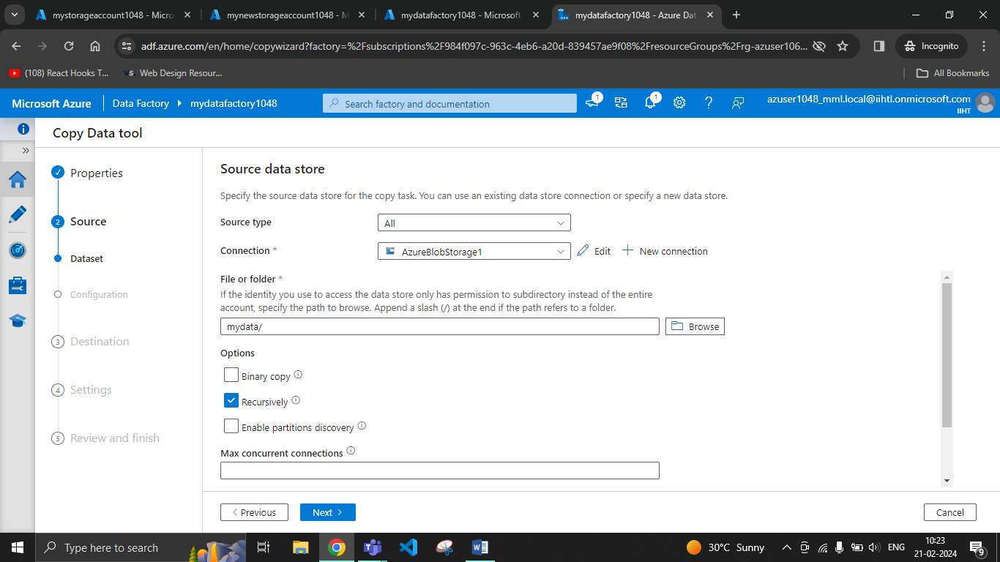 mystorageaccount1048 - Micro
mynewstorageaccount1048 - M
mydatafactory1048 - Microsoft
mydatafactory1048 - Azure Dat
adf.azure.com/en/home/copywizard?factory=%2Fsubscriptions%2F984f097c-963c-4eb6-a20d-839457ae9f08%2FresourceGroups%2Frg-azuser106...
Incognito
(108) React Hooks T...
VS.
Web Design Resour...
All Bookmarks
Microsoft Azure
Data Factory
mydatafactory1048
Search factory and documentation
1
1
azuser1048_mml.local@iihtl.onmicrosoft.com
IIHT
Copy Data tool
Properties
2
Source
Dataset
Configuration
3
Destination
4
Settings
5
Review and finish
Source data store
Specify the source data store for the copy task. You can use an existing data store connection or specify a new data store.
Source type
All
Connection *
AzureBlobStorage1
Edit
New connection
File or folder *
If the identity you use to access the data store only has permission to subdirectory instead of the entire
account, specify the path to browse. Append a slash (/) at the end if the path refers to a folder.
mydata/
Browse
Options
Binary copy
Recursively
Enable partitions discovery
Max concurrent connections
Previous
Next
Cancel
Type here to search
30°C Sunny
ENG
10:23
21-02-2024
9